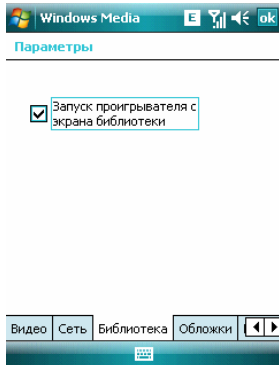 Windows Media E ok
Параметры
Запуск проигрывателя с
экрана библиотеки
Видео Сеть Библиотека Обложки